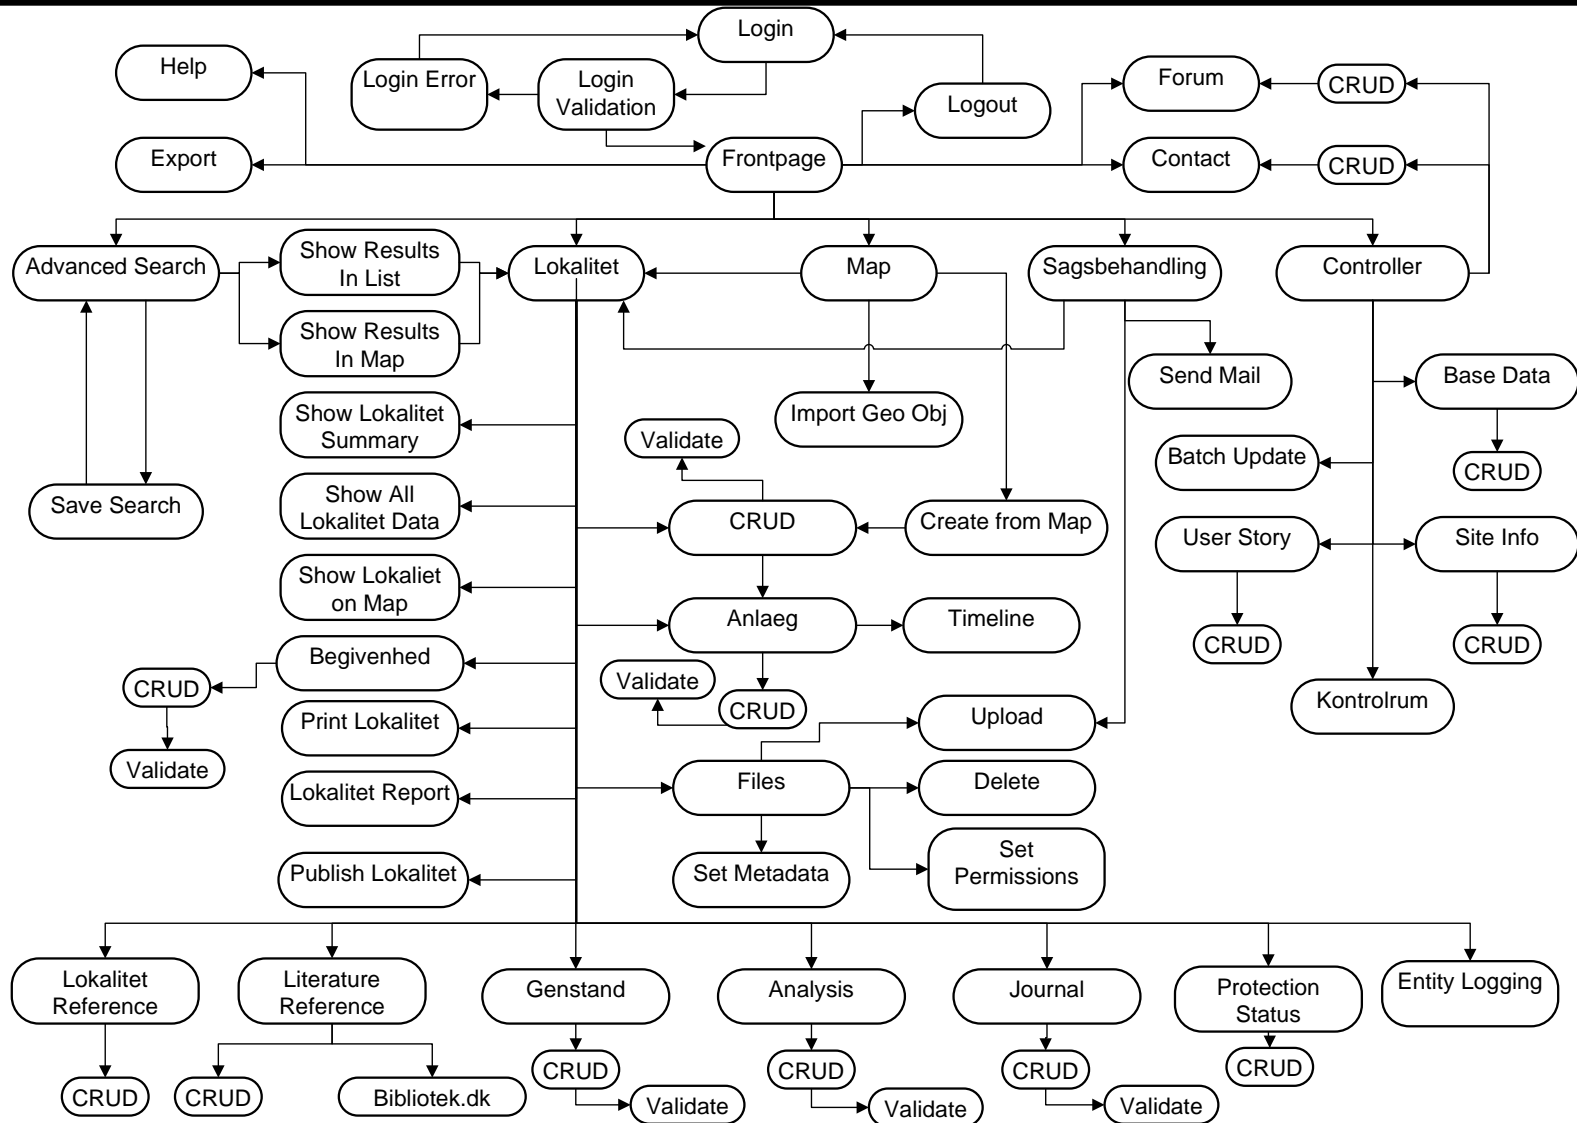 Login
Help
Login Error
Login
Validation
Forum
CRUD
Logout
Export
Frontpage
Contact
CRUD
Advanced Search
Show Results
In List
Lokalitet
Map
Sagsbehandling
Controller
Show Results
In Map
Send Mail
Base Data
Import Geo Obj
Show Lokalitet
Summary
Validate
Batch Update
CRUD
Save Search
Show All
Lokalitet Data
CRUD
Create from Map
User Story
Site Info
Show Lokaliet
on Map
Anlaeg
Timeline
CRUD
CRUD
Begivenhed
CRUD
Validate
CRUD
Kontrolrum
Print Lokalitet
Upload
Validate
Lokalitet Report
Files
Delete
Publish Lokalitet
Set Metadata
Set
Permissions
Lokalitet
Reference
Literature
Reference
Genstand
Analysis
Journal
Protection
Status
Entity Logging
CRUD
CRUD
Bibliotek.dk
CRUD
Validate
CRUD
Validate
CRUD
Validate
CRUD